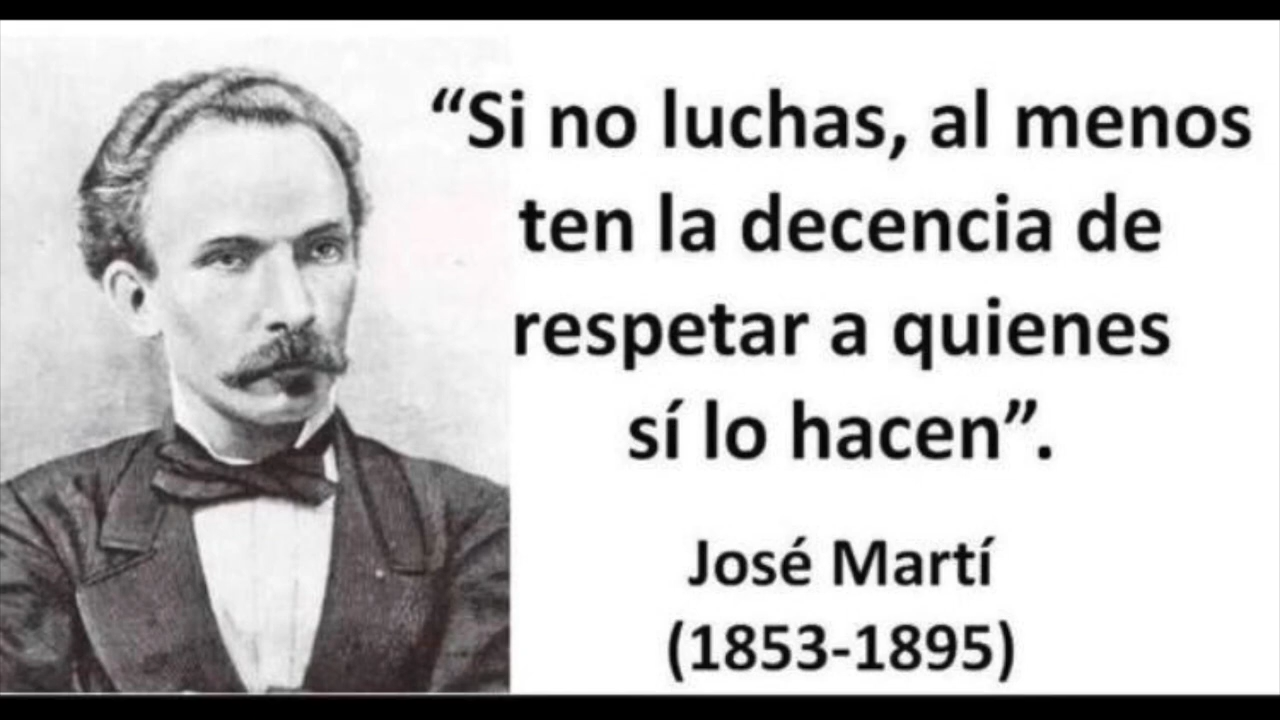 “Si no luchas, al menos
ten la decencia de
respetar a quienes
sí lo hacen”.
José Martí
(1853-1895)